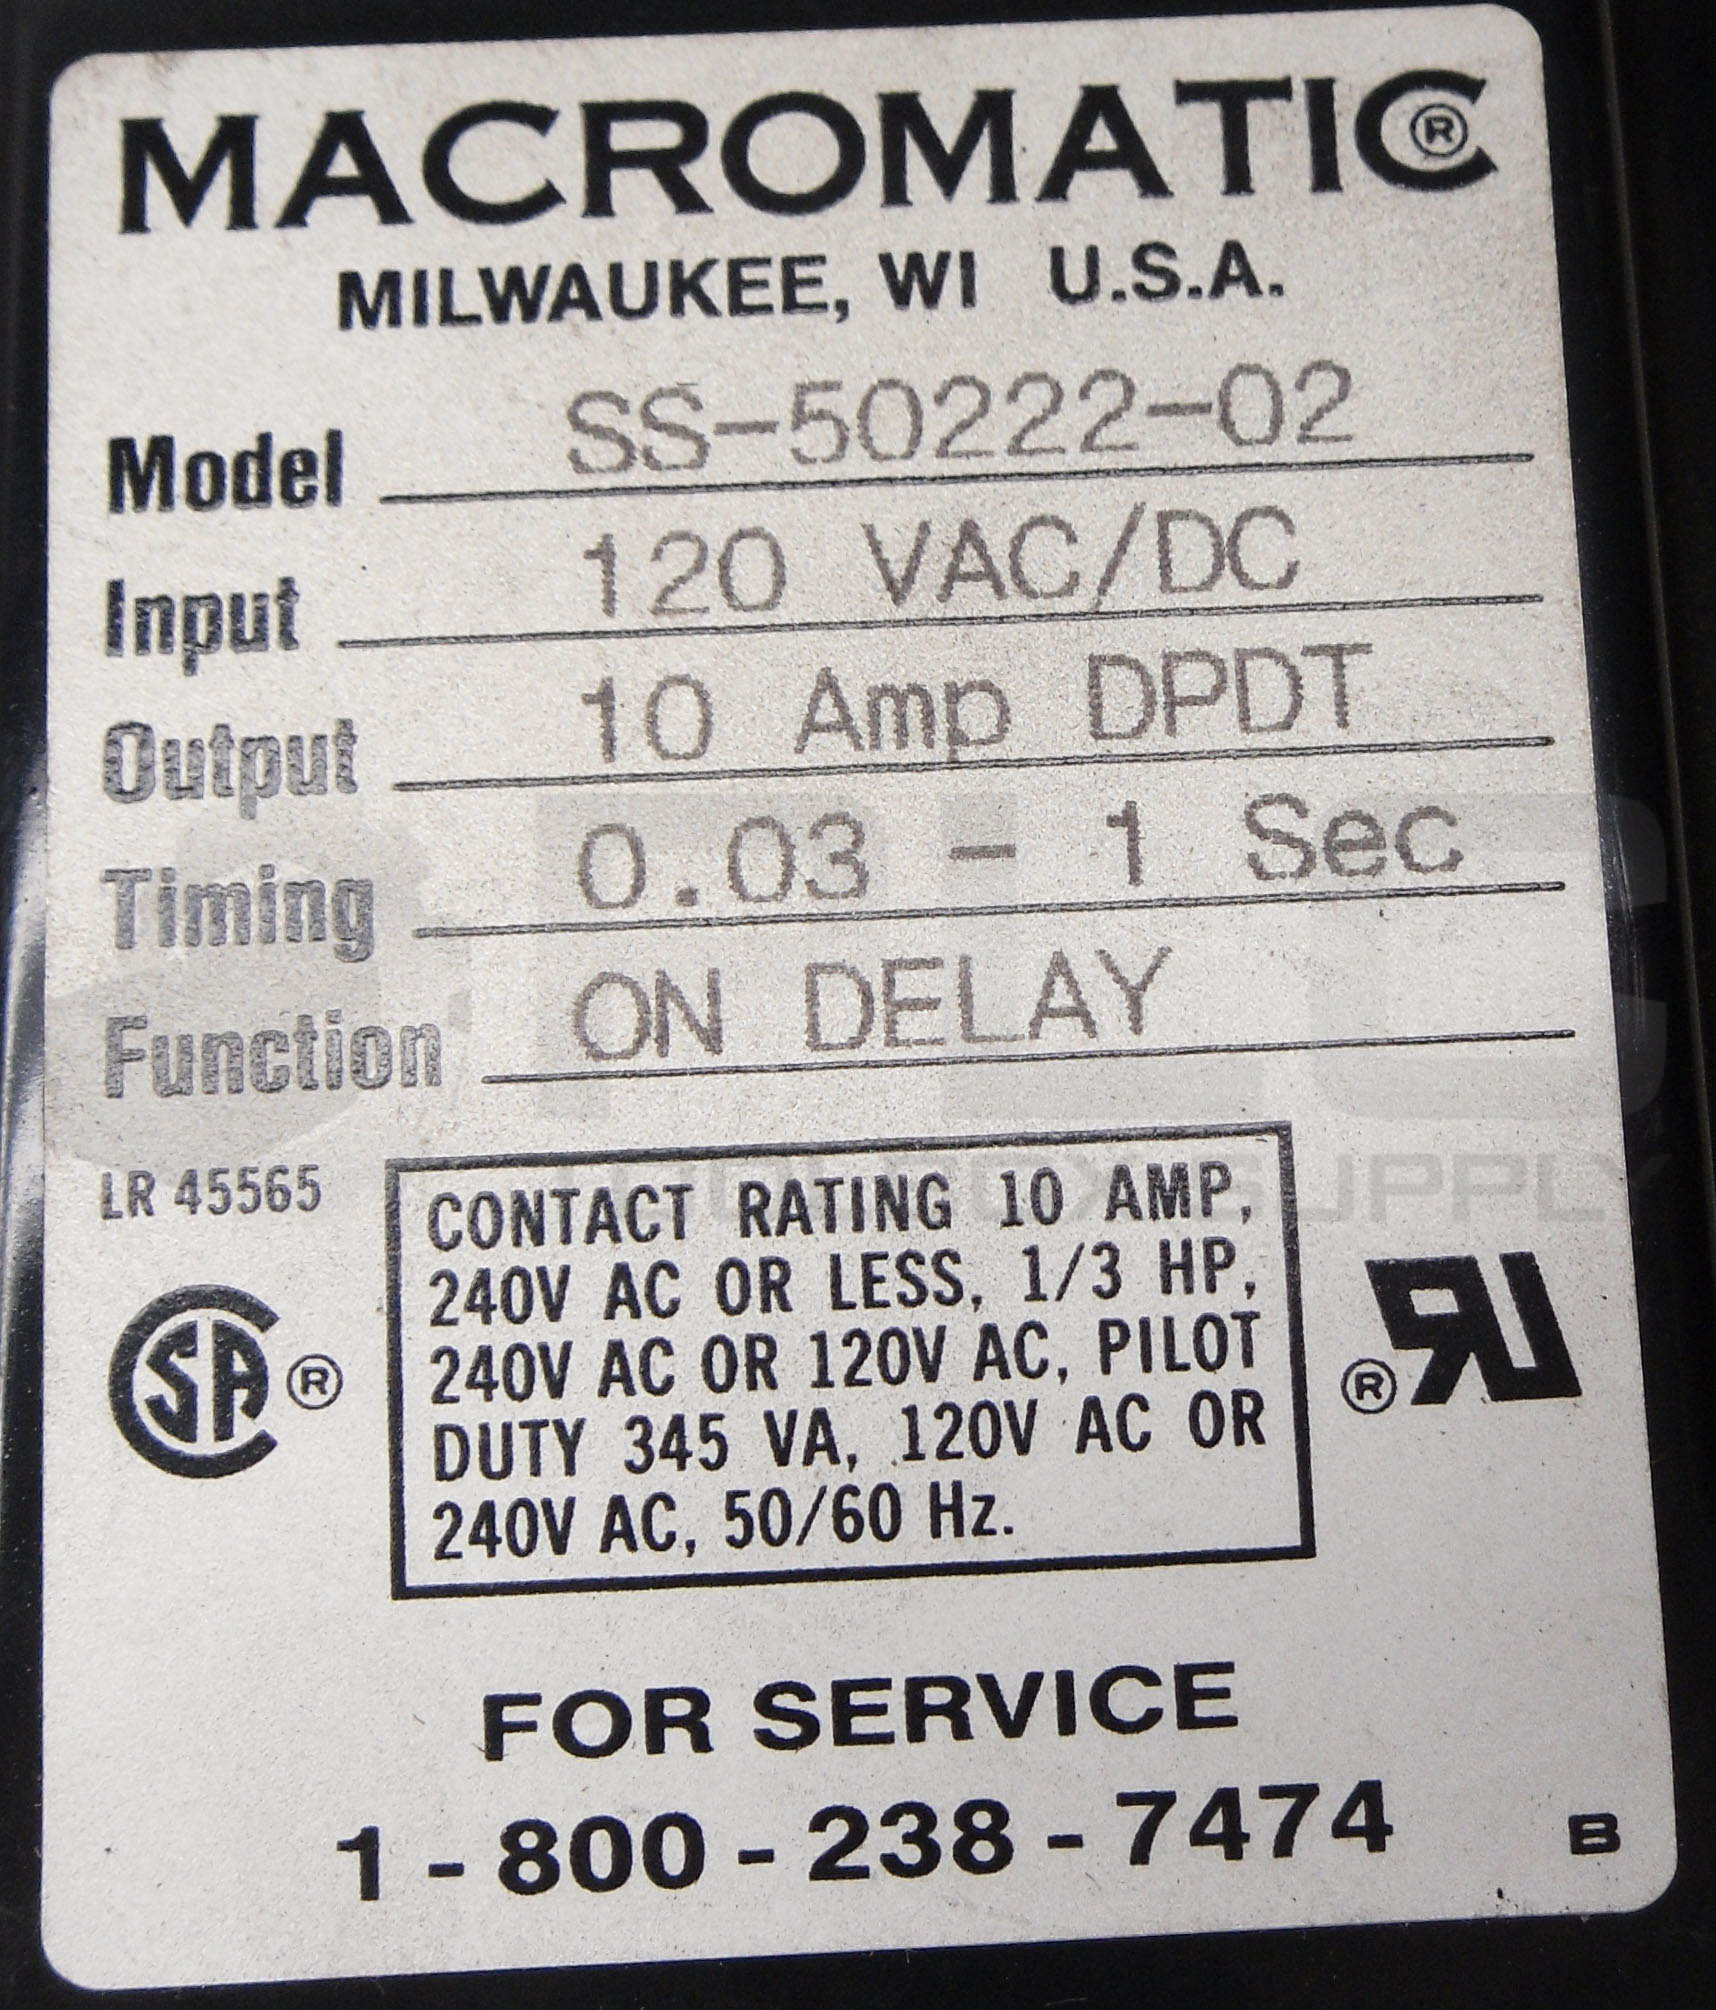 MACROMATIC®
MILWAUKEE, WI U.S.A.
Model SS-50222-02
Input 120 VAC/DC
Output 10 Amp DPDT
Timing 0.03 - 1 Sec
Function ON DELAY
LR 45565
CONTACT RATING 10 AMP,
240V AC OR LESS, 1/3 HP,
240V AC OR 120V AC, PILOT
DUTY 345 VA, 120V AC OR
240V AC, 50/60 Hz.
SA ®
® RU
SUPPLY
FOR SERVICE
1 - 800 - 238 - 7474
B